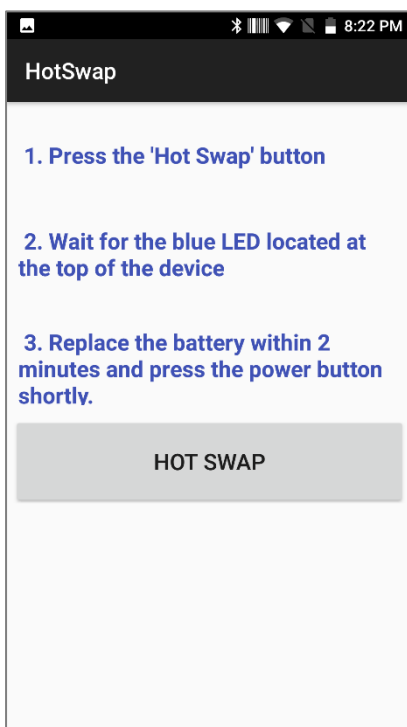 8:22 PM
HotSwap
1. Press the 'Hot Swap' button
2. Wait for the blue LED located at
the top of the device
3. Replace the battery within 2
minutes and press the power button
shortly.
HOT SWAP